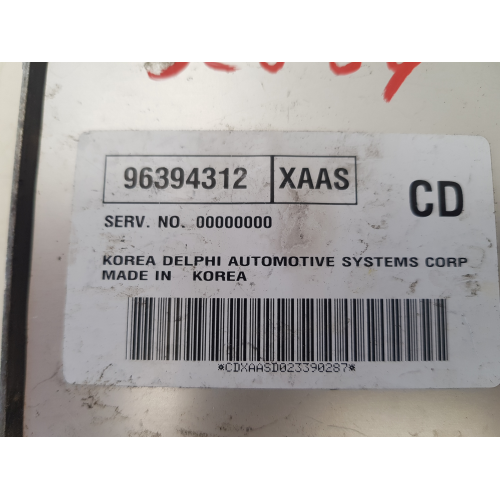 96394312 XAAS
CD
SERV. NO. 00000000
KOREA DELPHI AUTOMOTIVE SYSTEMS CORP
MADE IN KOREA
*CDXAASD023390287*